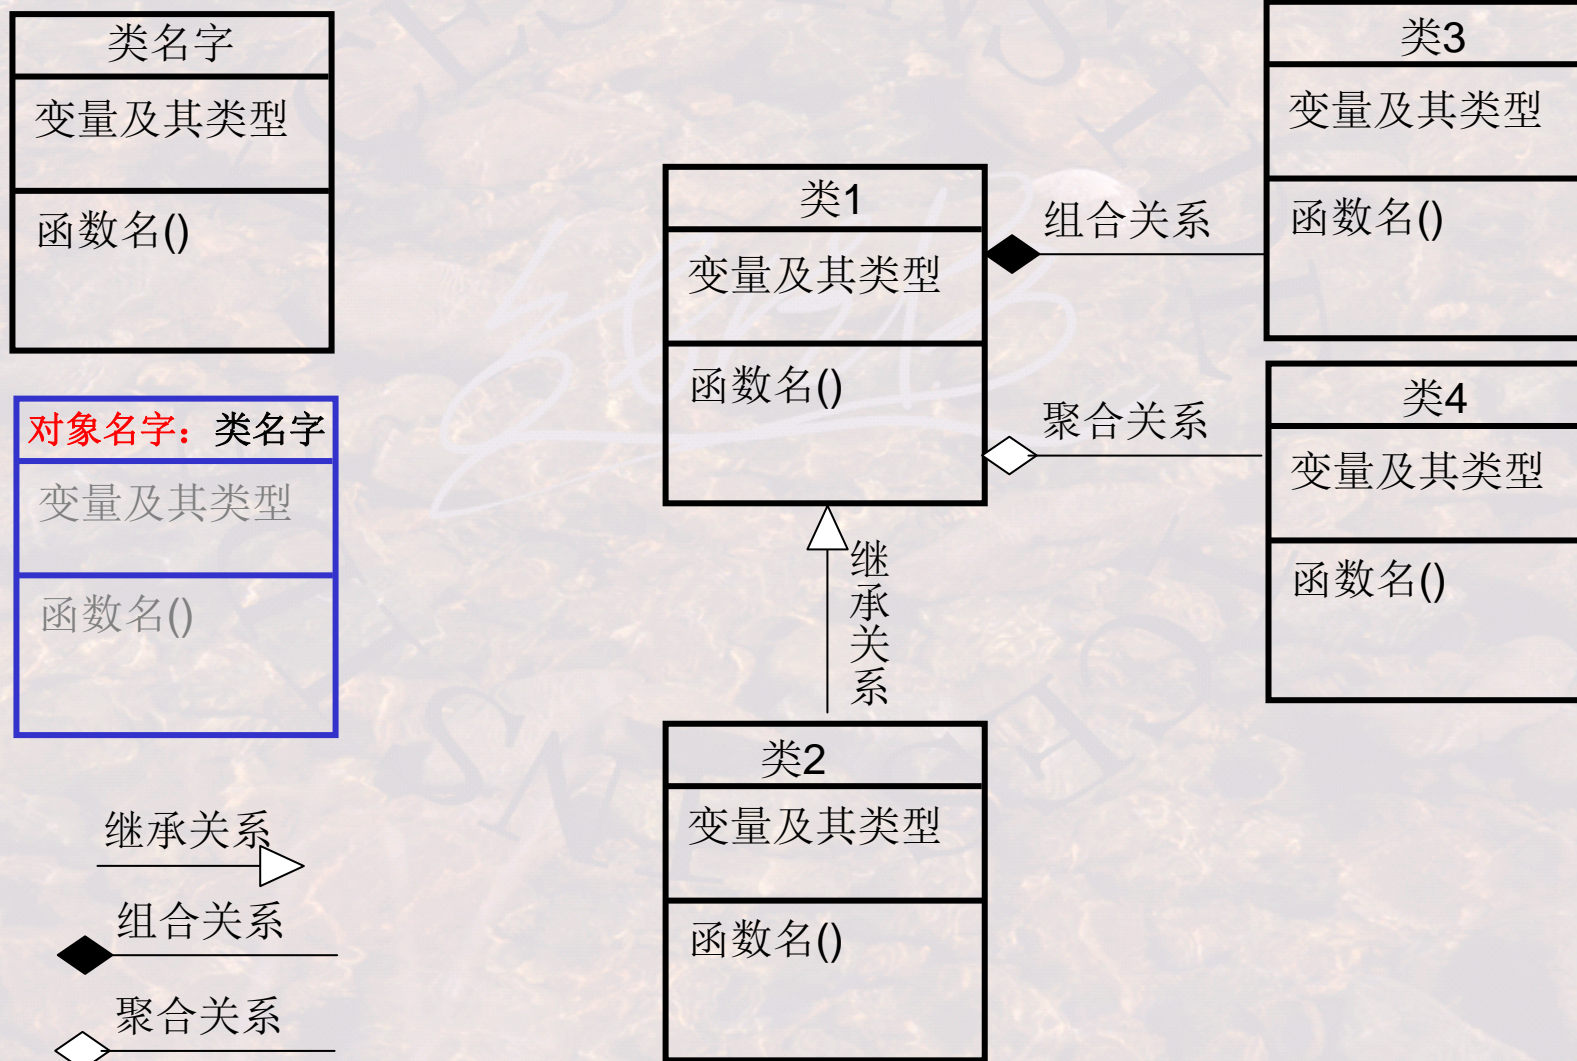 类名字
变量及其类型
函数名()
对象名字：类名字
变量及其类型
函数名()
继承关系
组合关系
聚合关系
类1
变量及其类型
函数名()
继承关系
类2
变量及其类型
函数名()
组合关系
聚合关系
类3
变量及其类型
函数名()
类4
变量及其类型
函数名()